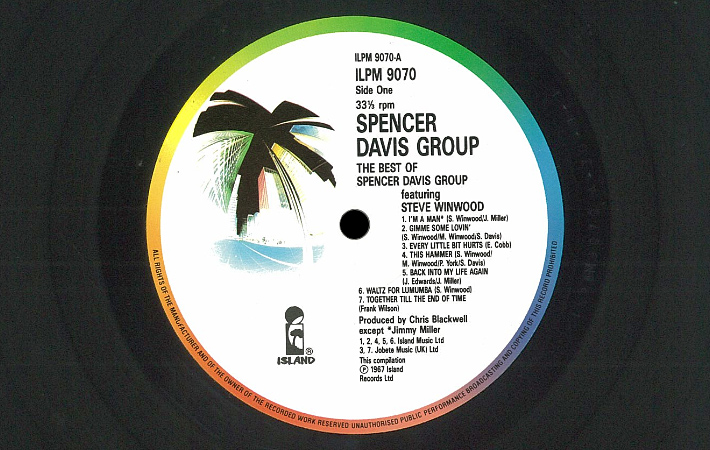 ILPM 9070-A
ILPM 9070
Side One
33⅓ rpm
SPENCER
DAVIS GROUP
THE BEST OF
SPENCER DAVIS GROUP
featuring
STEVE WINWOOD
1. I'M A MAN* (S. Winwood/J. Miller)
2. GIMME SOME LOVIN'
(S. Winwood/M. Winwood/S. Davis)
3. EVERY LITTLE BIT HURTS (E. Cobb)
4. THIS HAMMER (S. Winwood/
M. Winwood/P. York/S. Davis)
5. BACK INTO MY LIFE AGAIN
(J. Edwards/J. Miller)
6. WALTZ FOR LUMUMBA (S. Winwood)
7. TOGETHER TILL THE END OF TIME
(Frank Wilson)
Produced by Chris Blackwell
except *Jimmy Miller
1, 2, 4, 5, 6. Island Music Ltd
3, 7. Jobete Music (UK) Ltd
This compilation
Ⓟ 1967 Island
Records Ltd
ISLAND ®
ALL RIGHTS OF THE MANUFACTURER AND OF THE OWNER OF THE RECORDED WORK RESERVED UNAUTHORISED PUBLIC PERFORMANCE BROADCASTING AND COPYING OF THIS RECORD PROHIBITED